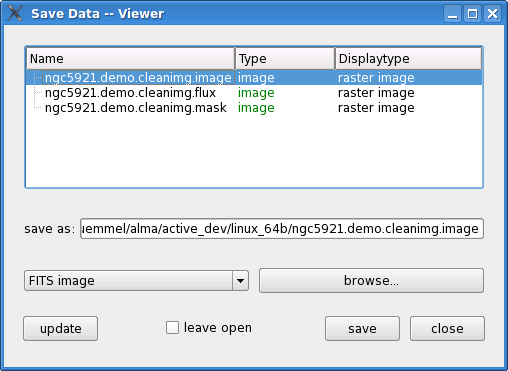 Save Data -- Viewer
Name Type Displaytype
ngc5921.demo.cleanimg.image image raster image
ngc5921.demo.cleanimg.flux image raster image
ngc5921.demo.cleanimg.mask image raster image
save as: uemmel/alma/active_dev/linux_64b/ngc5921.demo.cleanimg.image
FITS image browse...
update leave open save close